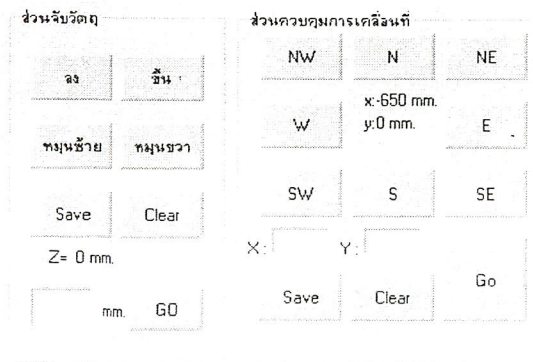 ส่วนจับวัตถุ
ลง ขึ้น
หมุนซ้าย หมุนขวา
Save Clear
Z= 0 mm.
mm. GO
ส่วนควบคุมการเคลื่อนที่
NW N NE
W x:-650 mm. E
y:0 mm.
SW S SE
X: Y:
Save Clear Go